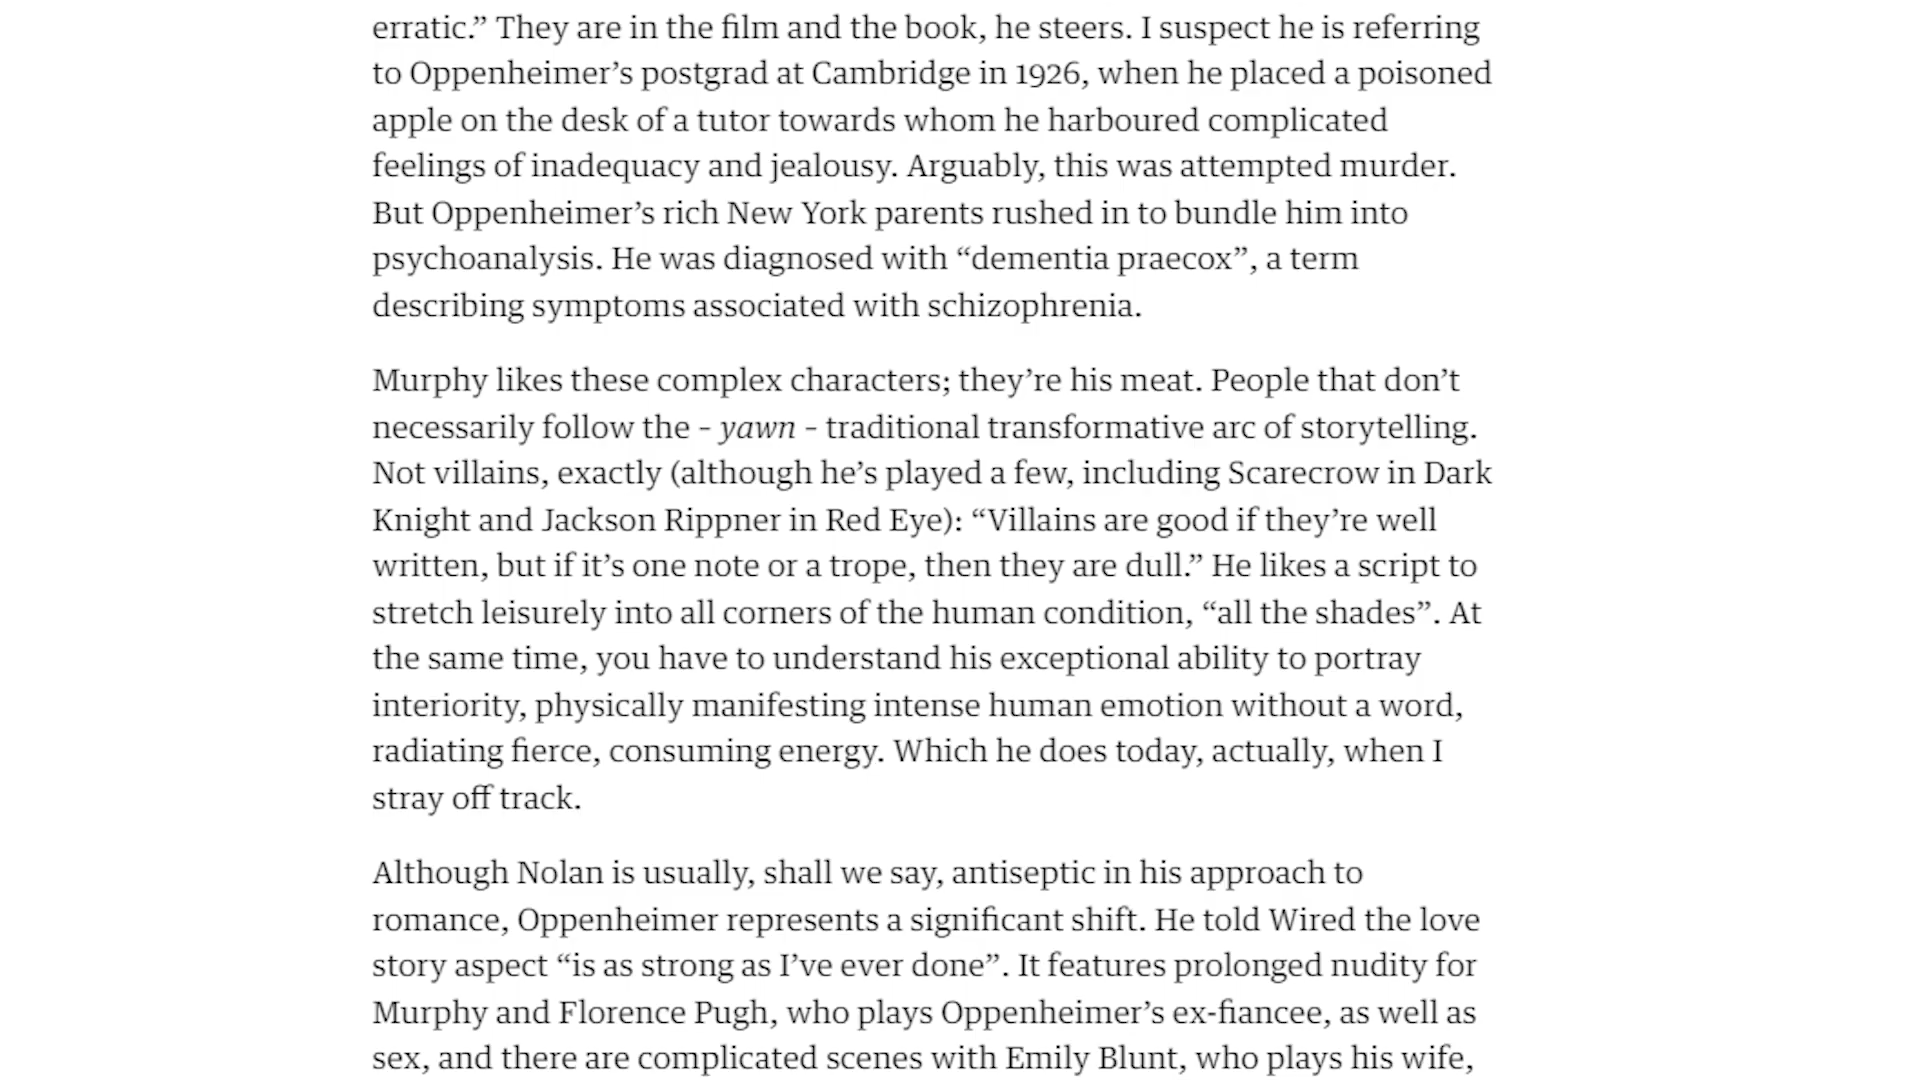 erratic.” They are in the film and the book, he steers. I suspect he is referring
to Oppenheimer’s postgrad at Cambridge in 1926, when he placed a poisoned
apple on the desk of a tutor towards whom he harboured complicated
feelings of inadequacy and jealousy. Arguably, this was attempted murder.
But Oppenheimer’s rich New York parents rushed in to bundle him into
psychoanalysis. He was diagnosed with “dementia praecox”, a term
describing symptoms associated with schizophrenia.
Murphy likes these complex characters; they’re his meat. People that don’t
necessarily follow the – yawn – traditional transformative arc of storytelling.
Not villains, exactly (although he’s played a few, including Scarecrow in Dark
Knight and Jackson Rippner in Red Eye): “Villains are good if they’re well
written, but if it’s one note or a trope, then they are dull.” He likes a script to
stretch leisurely into all corners of the human condition, “all the shades”. At
the same time, you have to understand his exceptional ability to portray
interiority, physically manifesting intense human emotion without a word,
radiating fierce, consuming energy. Which he does today, actually, when I
stray off track.
Although Nolan is usually, shall we say, antiseptic in his approach to
romance, Oppenheimer represents a significant shift. He told Wired the love
story aspect “is as strong as I’ve ever done”. It features prolonged nudity for
Murphy and Florence Pugh, who plays Oppenheimer’s ex-fiancee, as well as
sex, and there are complicated scenes with Emily Blunt, who plays his wife,